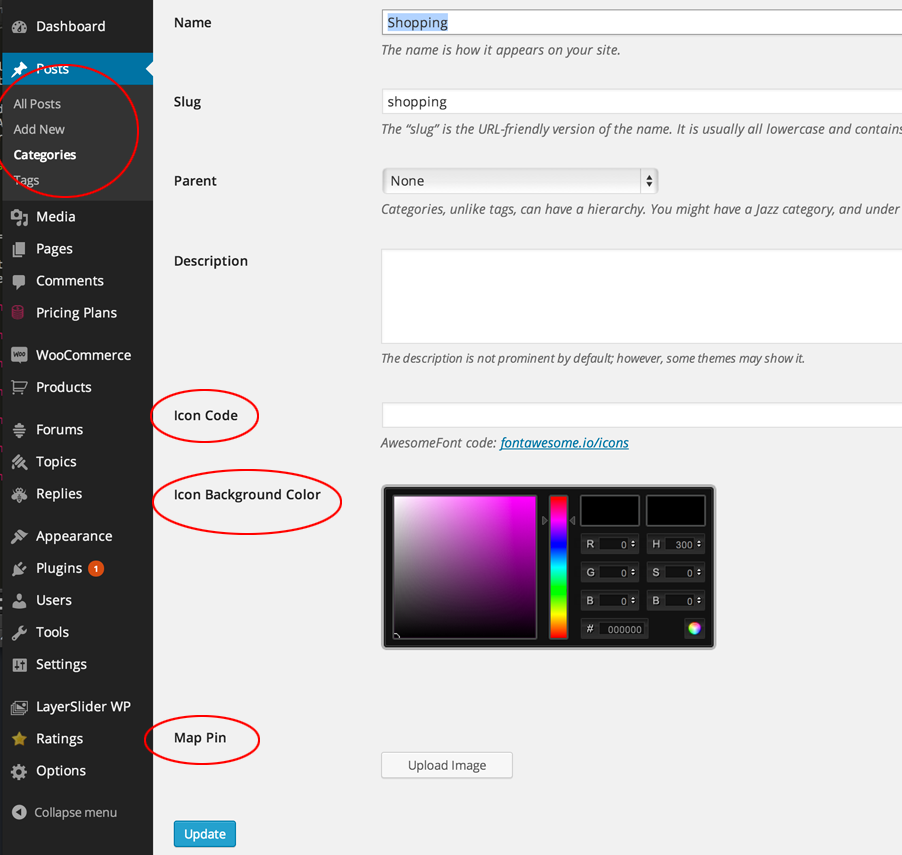 Dashboard
Posts
All Posts
Add New
Categories
Tags
Media
Pages
Comments
Pricing Plans
WooCommerce
Products
Forums
Topics
Replies
Appearance
Plugins 1
Users
Tools
Settings
LayerSlider WP
Ratings
Options
Collapse menu
Name
Shopping
The name is how it appears on your site.
Slug
shopping
The “slug” is the URL-friendly version of the name. It is usually all lowercase and contains
Parent
None
Categories, unlike tags, can have a hierarchy. You might have a Jazz category, and under
Description
The description is not prominent by default; however, some themes may show it.
Icon Code
AwesomeFont code: fontawesome.io/icons
Icon Background Color
R 0 H 300
G 0 S 0
B 0 B 0
# 000000
Map Pin
Upload Image
Update